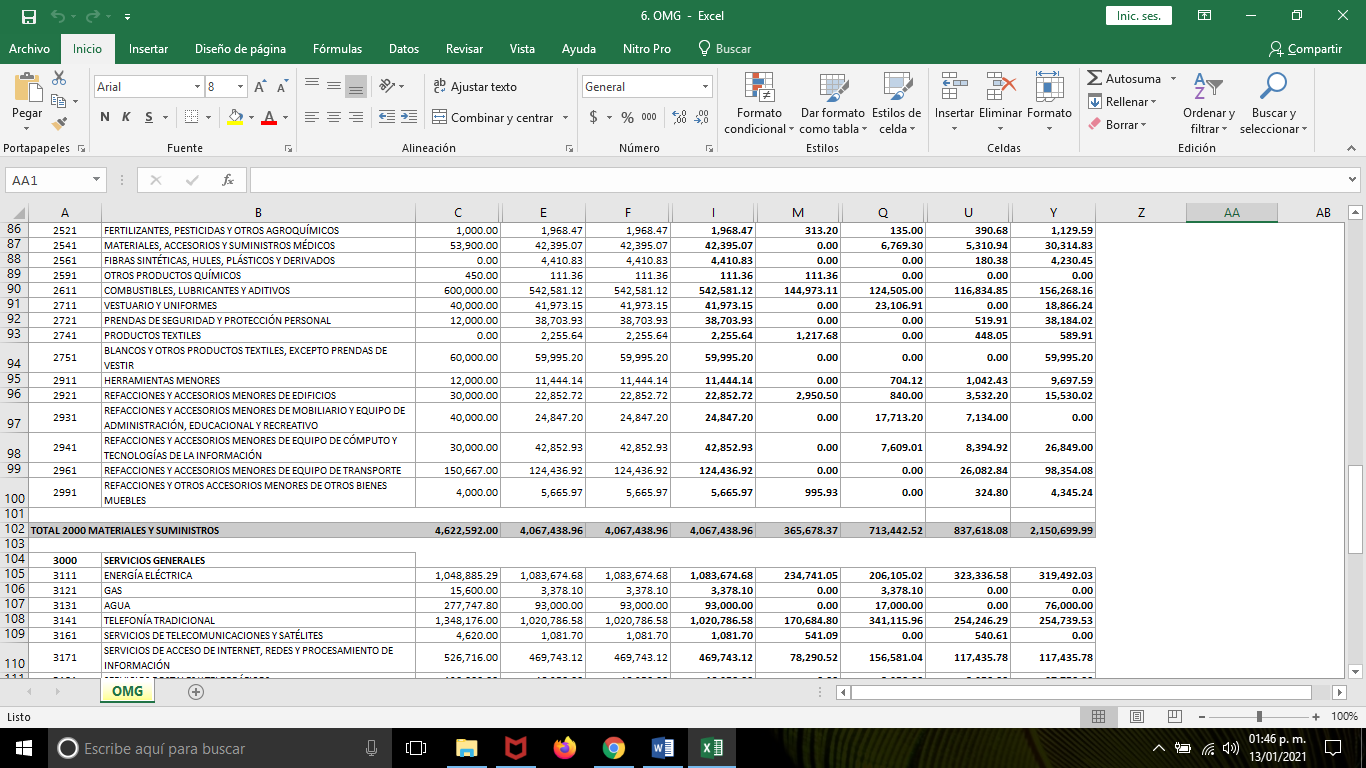 6. OMG - Excel
Inic. ses.
Archivo Inicio Insertar Diseño de página Fórmulas Datos Revisar Vista Ayuda Nitro Pro Buscar Compartir
Pegar
Arial 8
N K S
Ajustar texto
Combinar y centrar
General
$ % 000
Formato condicional
Dar formato como tabla
Estilos de celda
Insertar Eliminar Formato
Autosuma
Rellenar
Borrar
Ordenar y filtrar
Buscar y seleccionar
Portapapeles Fuente Alineación Número Estilos Celdas Edición
AA1 fx
A B C E F I M Q U Y Z AA AB
86 2521 FERTILIZANTES, PESTICIDAS Y OTROS AGROQUÍMICOS 1,000.00 1,968.47 1,968.47 1,968.47 313.20 135.00 390.68 1,129.59
87 2541 MATERIALES, ACCESORIOS Y SUMINISTROS MÉDICOS 53,900.00 42,395.07 42,395.07 42,395.07 0.00 6,769.30 5,310.94 30,314.83
88 2561 FIBRAS SINTÉTICAS, HULES, PLÁSTICOS Y DERIVADOS 0.00 4,410.83 4,410.83 4,410.83 0.00 0.00 180.38 4,230.45
89 2591 OTROS PRODUCTOS QUÍMICOS 450.00 111.36 111.36 111.36 111.36 0.00 0.00 0.00
90 2611 COMBUSTIBLES, LUBRICANTES Y ADITIVOS 600,000.00 542,581.12 542,581.12 542,581.12 144,973.11 124,505.00 116,834.85 156,268.16
91 2711 VESTUARIO Y UNIFORMES 40,000.00 41,973.15 41,973.15 41,973.15 0.00 23,106.91 0.00 18,866.24
92 2721 PRENDAS DE SEGURIDAD Y PROTECCIÓN PERSONAL 12,000.00 38,703.93 38,703.93 38,703.93 0.00 0.00 519.91 38,184.02
93 2741 PRODUCTOS TEXTILES 0.00 2,255.64 2,255.64 2,255.64 1,217.68 0.00 448.05 589.91
94 2751 BLANCOS Y OTROS PRODUCTOS TEXTILES, EXCEPTO PRENDAS DE
VESTIR 60,000.00 59,995.20 59,995.20 59,995.20 0.00 0.00 0.00 59,995.20
95 2911 HERRAMIENTAS MENORES 12,000.00 11,444.14 11,444.14 11,444.14 0.00 704.12 1,042.43 9,697.59
96 2921 REFACCIONES Y ACCESORIOS MENORES DE EDIFICIOS 30,000.00 22,852.72 22,852.72 22,852.72 2,950.50 840.00 3,532.20 15,530.02
97 2931 REFACCIONES Y ACCESORIOS MENORES DE MOBILIARIO Y EQUIPO DE
ADMINISTRACIÓN, EDUCACIONAL Y RECREATIVO 40,000.00 24,847.20 24,847.20 24,847.20 0.00 17,713.20 7,134.00 0.00
98 2941 REFACCIONES Y ACCESORIOS MENORES DE EQUIPO DE CÓMPUTO Y
TECNOLOGÍAS DE LA INFORMACIÓN 30,000.00 42,852.93 42,852.93 42,852.93 0.00 7,609.01 8,394.92 26,849.00
99 2961 REFACCIONES Y ACCESORIOS MENORES DE EQUIPO DE TRANSPORTE 150,667.00 124,436.92 124,436.92 124,436.92 0.00 0.00 26,082.84 98,354.08
100 2991 REFACCIONES Y OTROS ACCESORIOS MENORES DE OTROS BIENES
MUEBLES 4,000.00 5,665.97 5,665.97 5,665.97 995.93 0.00 324.80 4,345.24
101
102 TOTAL 2000 MATERIALES Y SUMINISTROS 4,622,592.00 4,067,438.96 4,067,438.96 4,067,438.96 365,678.37 713,442.52 837,618.08 2,150,699.99
103
104 3000 SERVICIOS GENERALES
105 3111 ENERGÍA ELÉCTRICA 1,048,885.29 1,083,674.68 1,083,674.68 1,083,674.68 234,741.05 206,105.02 323,336.58 319,492.03
106 3121 GAS 15,600.00 3,378.10 3,378.10 3,378.10 0.00 3,378.10 0.00 0.00
107 3131 AGUA 277,747.80 93,000.00 93,000.00 93,000.00 0.00 17,000.00 0.00 76,000.00
108 3141 TELEFONÍA TRADICIONAL 1,348,176.00 1,020,786.58 1,020,786.58 1,020,786.58 170,684.80 341,115.96 254,246.29 254,739.53
109 3161 SERVICIOS DE TELECOMUNICACIONES Y SATÉLITES 4,620.00 1,081.70 1,081.70 1,081.70 541.09 0.00 540.61 0.00
110 3171 SERVICIOS DE ACCESO DE INTERNET, REDES Y PROCESAMIENTO DE
INFORMACIÓN 526,716.00 469,743.12 469,743.12 469,743.12 78,290.52 156,581.04 117,435.78 117,435.78
OMG
Listo 100%
Escribe aquí para buscar
01:46 p. m.
13/01/2021